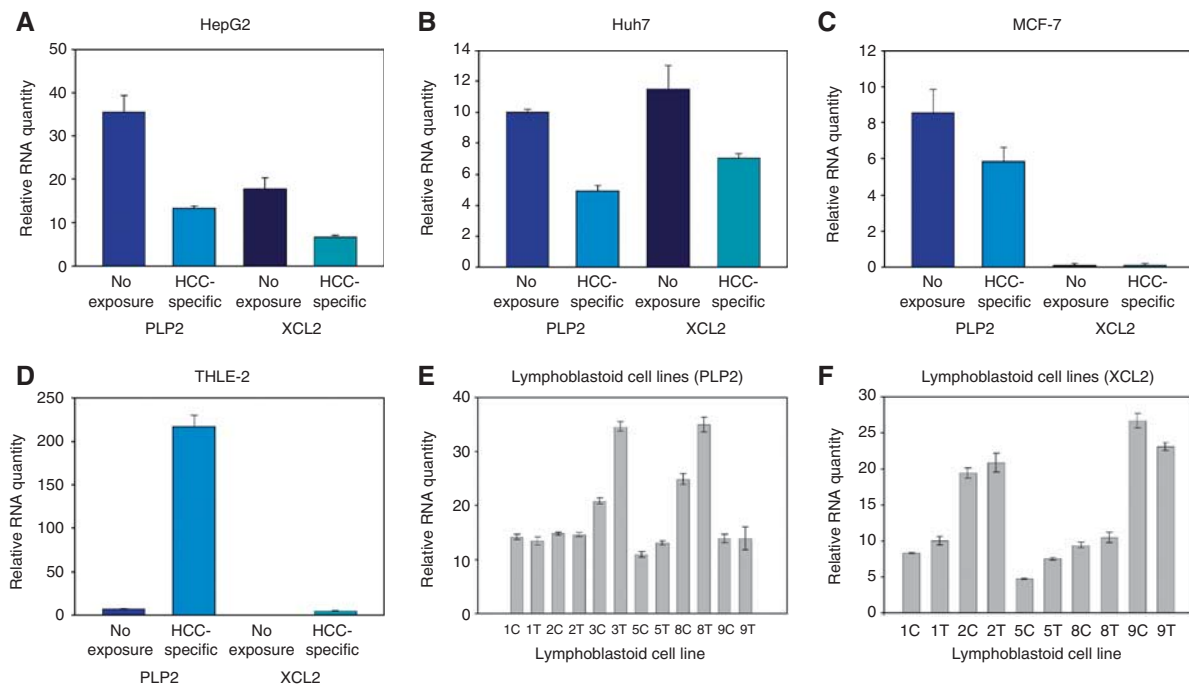 A
HepG2
Relative RNA quantity
50
40
30
20
10
0
No exposure
HCC-specific
No exposure
HCC-specific
PLP2
XCL2
B
Huh7
Relative RNA quantity
14
12
10
8
6
4
2
0
No exposure
HCC-specific
No exposure
HCC-specific
PLP2
XCL2
C
MCF-7
Relative RNA quantity
12
10
8
6
4
2
0
No exposure
HCC-specific
No exposure
HCC-specific
PLP2
XCL2
D
THLE-2
Relative RNA quantity
250
200
150
100
50
0
No exposure
HCC-specific
No exposure
HCC-specific
PLP2
XCL2
E
Lymphoblastoid cell lines (PLP2)
Relative RNA quantity
40
30
20
10
0
1C 1T 2C 2T 3C 3T 5C 5T 8C 8T 9C 9T
Lymphoblastoid cell line
F
Lymphoblastoid cell lines (XCL2)
Relative RNA quantity
30
25
20
15
10
5
0
1C 1T 2C 2T 5C 5T 8C 8T 9C 9T
Lymphoblastoid cell line